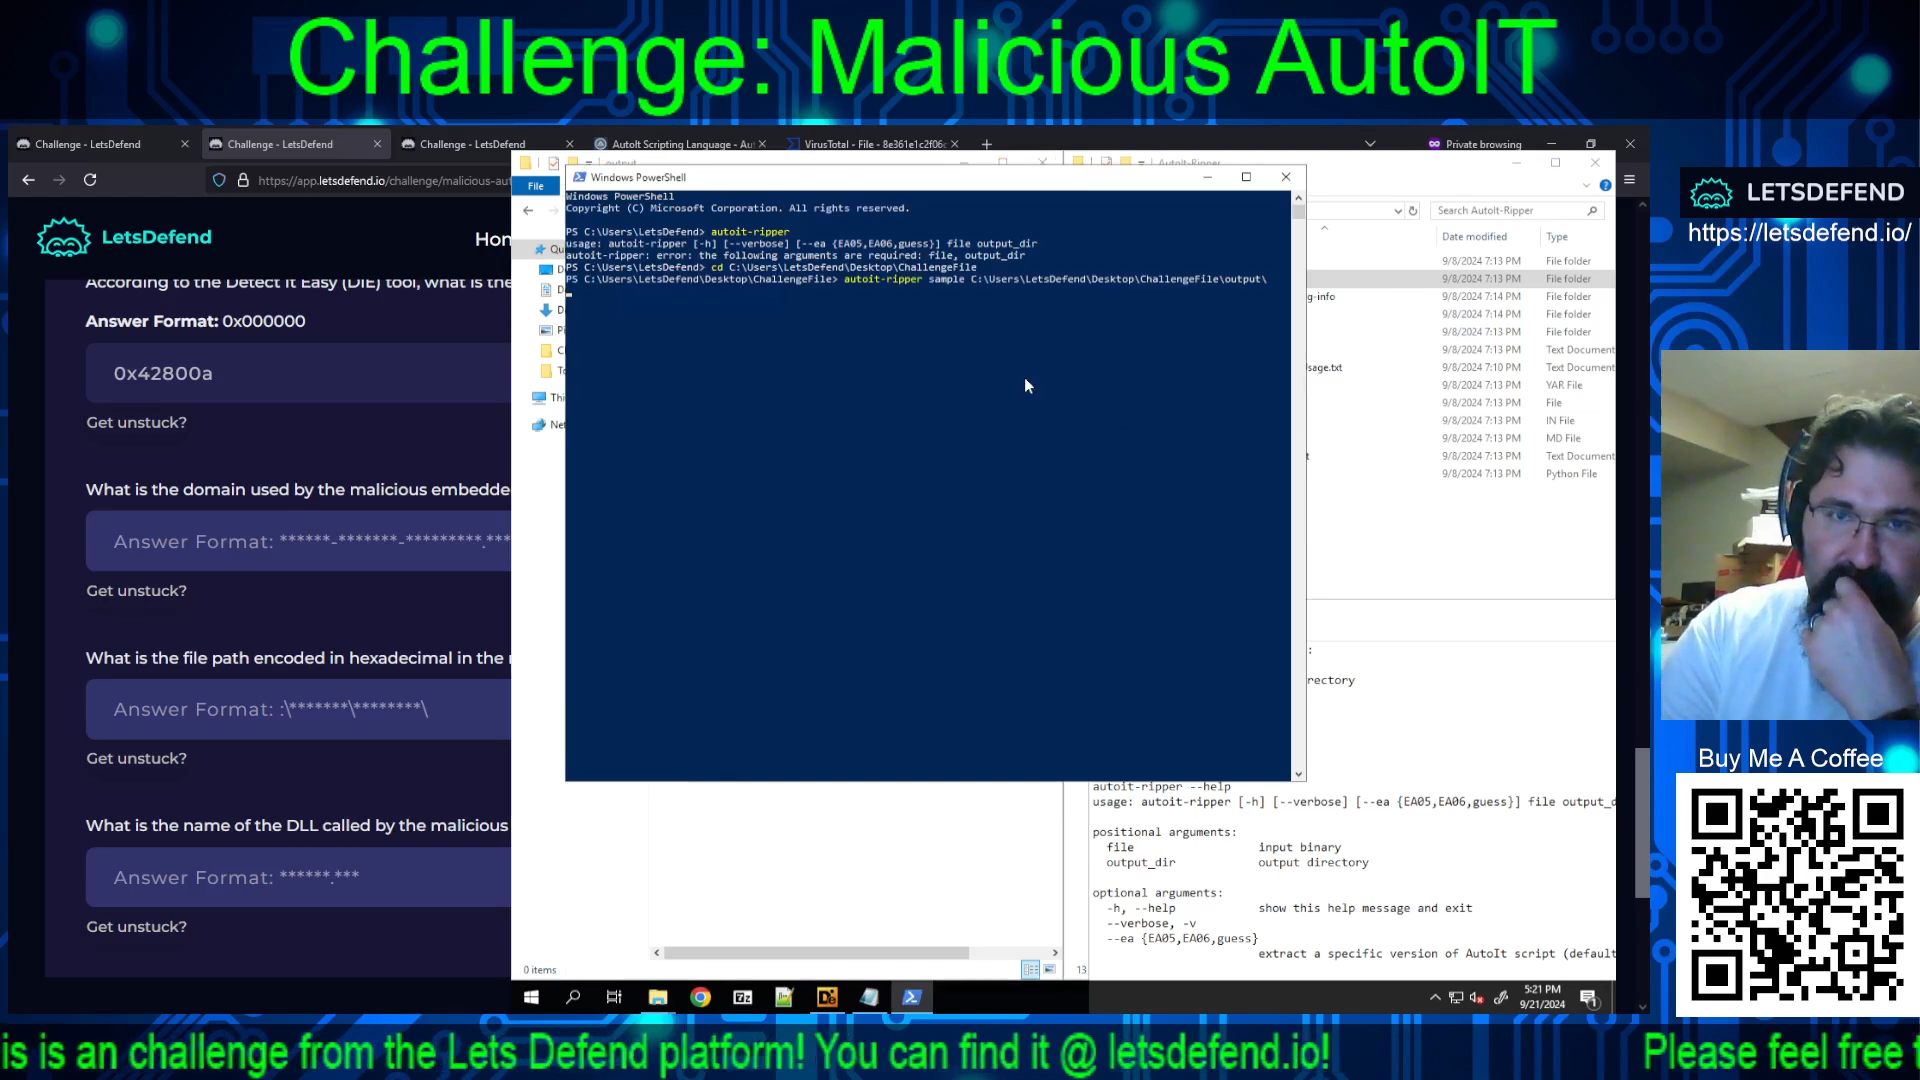 Challenge: Malicious AutoIT
Challenge - LetsDefend
Challenge - LetsDefend
Challenge - LetsDefend
AutoIt Scripting Language - Au
VirusTotal - File - 8e361e1c2f06c
Private browsing
https://app.letsdefend.io/challenge/malicious-au
LetsDefend
Hom
According to the Detect It Easy (DIE) tool, what is the
Answer Format: 0x000000
0x42800a
Get unstuck?
What is the domain used by the malicious embedde
Answer Format: ******-*******-*********.***
Get unstuck?
What is the file path encoded in hexadecimal in the
Answer Format: :\*******\********\
Get unstuck?
What is the name of the DLL called by the malicious
Answer Format: ******.***
Get unstuck?
output
File
0 items
Windows PowerShell
Windows PowerShell
Copyright (C) Microsoft Corporation. All rights reserved.
PS C:\Users\LetsDefend> autoit-ripper
usage: autoit-ripper [-h] [--verbose] [--ea {EA05,EA06,guess}] file output_dir
autoit-ripper: error: the following arguments are required: file, output_dir
PS C:\Users\LetsDefend> cd C:\Users\LetsDefend\Desktop\ChallengeFile
PS C:\Users\LetsDefend\Desktop\ChallengeFile> autoit-ripper sample C:\Users\LetsDefend\Desktop\ChallengeFile\output\
AutoIt-Ripper
Search AutoIt-Ripper
Date modified
Type
9/8/2024 7:13 PM File folder
9/8/2024 7:13 PM File folder
g-info 9/8/2024 7:14 PM File folder
9/8/2024 7:14 PM File folder
9/8/2024 7:13 PM File folder
9/8/2024 7:13 PM Text Document
sage.txt 9/8/2024 7:10 PM Text Document
9/8/2024 7:13 PM YAR File
9/8/2024 7:13 PM File
9/8/2024 7:13 PM IN File
9/8/2024 7:13 PM MD File
9/8/2024 7:13 PM Text Document
9/8/2024 7:13 PM Python File
13
rectory
autoit-ripper --help
usage: autoit-ripper [-h] [--verbose] [--ea {EA05,EA06,guess}] file output_d
positional arguments:
file input binary
output_dir output directory
optional arguments:
-h, --help show this help message and exit
--verbose, -v
--ea {EA05,EA06,guess}
extract a specific version of AutoIt script (default
5:21 PM
9/21/2024
LETSDEFEND
https://letsdefend.io/
Buy Me A Coffee
is is an challenge from the Lets Defend platform! You can find it @ letsdefend.io!
Please feel free t